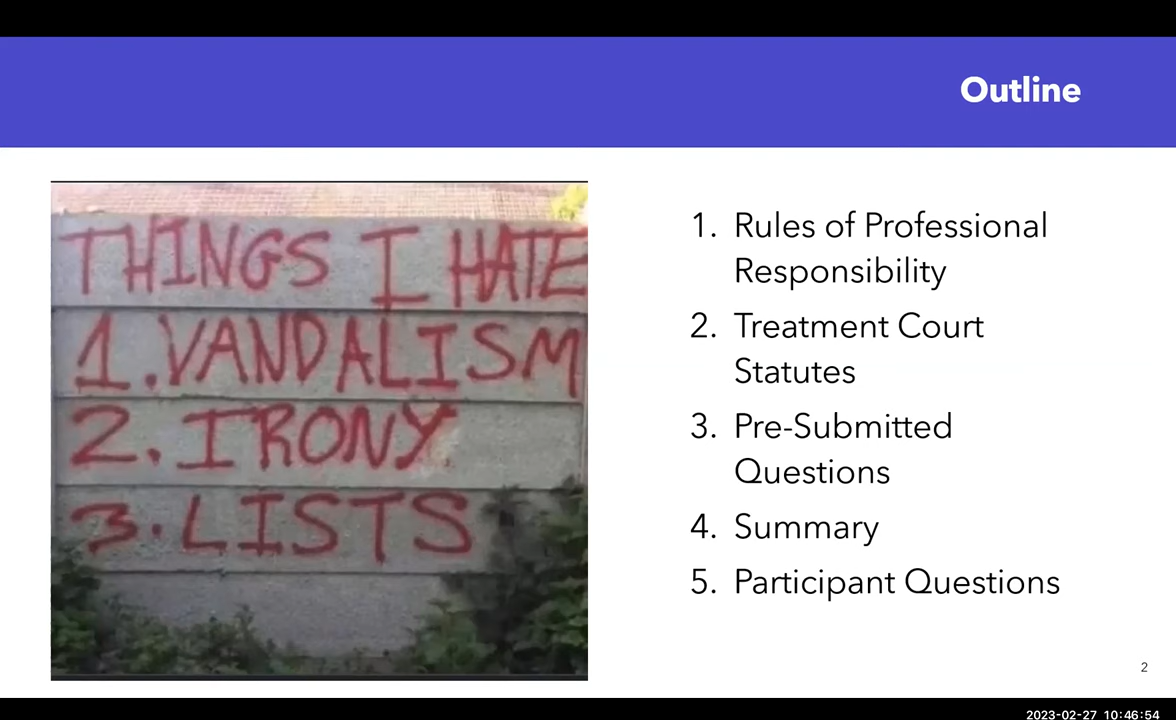 Outline
THINGS I HATE
1. VANDALISM
2. IRONY
3. LISTS
1. Rules of Professional
Responsibility
2. Treatment Court
Statutes
3. Pre-Submitted
Questions
4. Summary
5. Participant Questions
2
2023-02-27 10:46:54